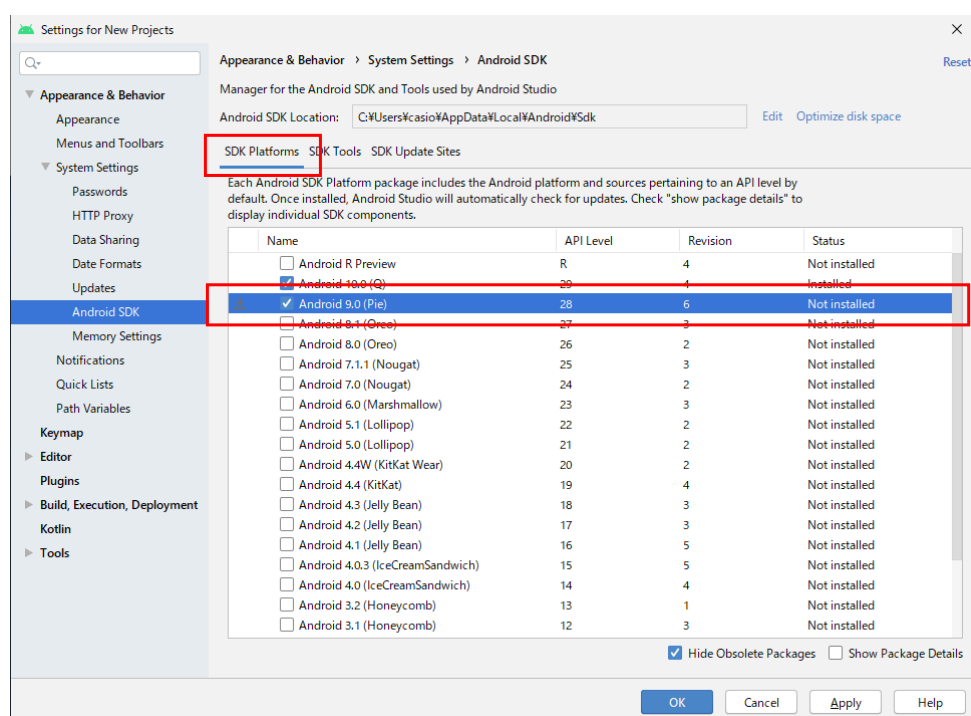 Settings for New Projects
Appearance & Behavior
Appearance
Menus and Toolbars
System Settings
Passwords
HTTP Proxy
Data Sharing
Date Formats
Updates
Android SDK
Memory Settings
Notifications
Quick Lists
Path Variables
Keymap
Editor
Plugins
Build, Execution, Deployment
Kotlin
Tools
Appearance & Behavior › System Settings › Android SDK
Reset
Manager for the Android SDK and Tools used by Android Studio
Android SDK Location: C:¥Users¥casio¥AppData¥Local¥Android¥Sdk Edit Optimize disk space
SDK Platforms SDK Tools SDK Update Sites
Each Android SDK Platform package includes the Android platform and sources pertaining to an API level by
default. Once installed, Android Studio will automatically check for updates. Check "show package details" to
display individual SDK components.
Name API Level Revision Status
Android R Preview R 4 Not installed
Android 10.0 (Q) 29 4 Installed
Android 9.0 (Pie) 28 6 Not installed
Android 8.1 (Oreo) 27 3 Not installed
Android 8.0 (Oreo) 26 2 Not installed
Android 7.1.1 (Nougat) 25 3 Not installed
Android 7.0 (Nougat) 24 2 Not installed
Android 6.0 (Marshmallow) 23 3 Not installed
Android 5.1 (Lollipop) 22 2 Not installed
Android 5.0 (Lollipop) 21 2 Not installed
Android 4.4W (KitKat Wear) 20 2 Not installed
Android 4.4 (KitKat) 19 4 Not installed
Android 4.3 (Jelly Bean) 18 3 Not installed
Android 4.2 (Jelly Bean) 17 3 Not installed
Android 4.1 (Jelly Bean) 16 5 Not installed
Android 4.0.3 (IceCreamSandwich) 15 5 Not installed
Android 4.0 (IceCreamSandwich) 14 4 Not installed
Android 3.2 (Honeycomb) 13 1 Not installed
Android 3.1 (Honeycomb) 12 3 Not installed
Hide Obsolete Packages Show Package Details
OK Cancel Apply Help